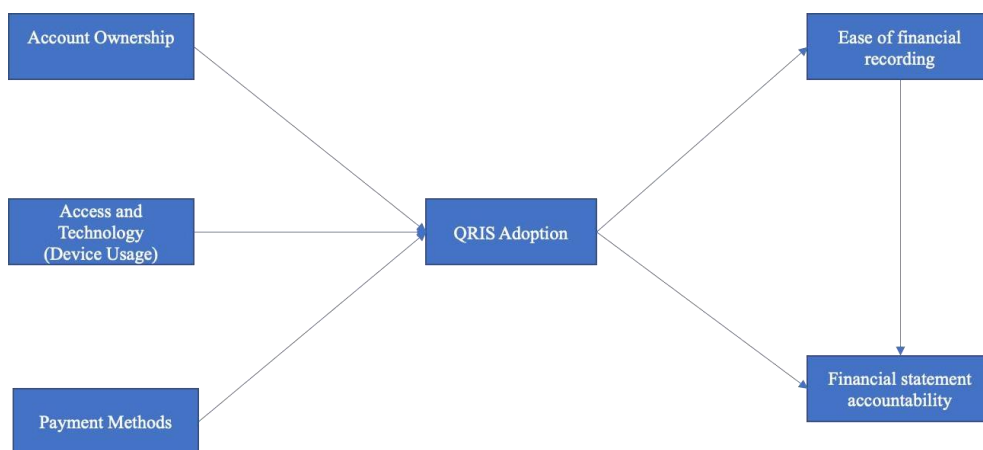 Account Ownership
Ease of financial
recording
Access and
Technology
(Device Usage)
QRIS Adoption
Financial statement
accountability
Payment Methods